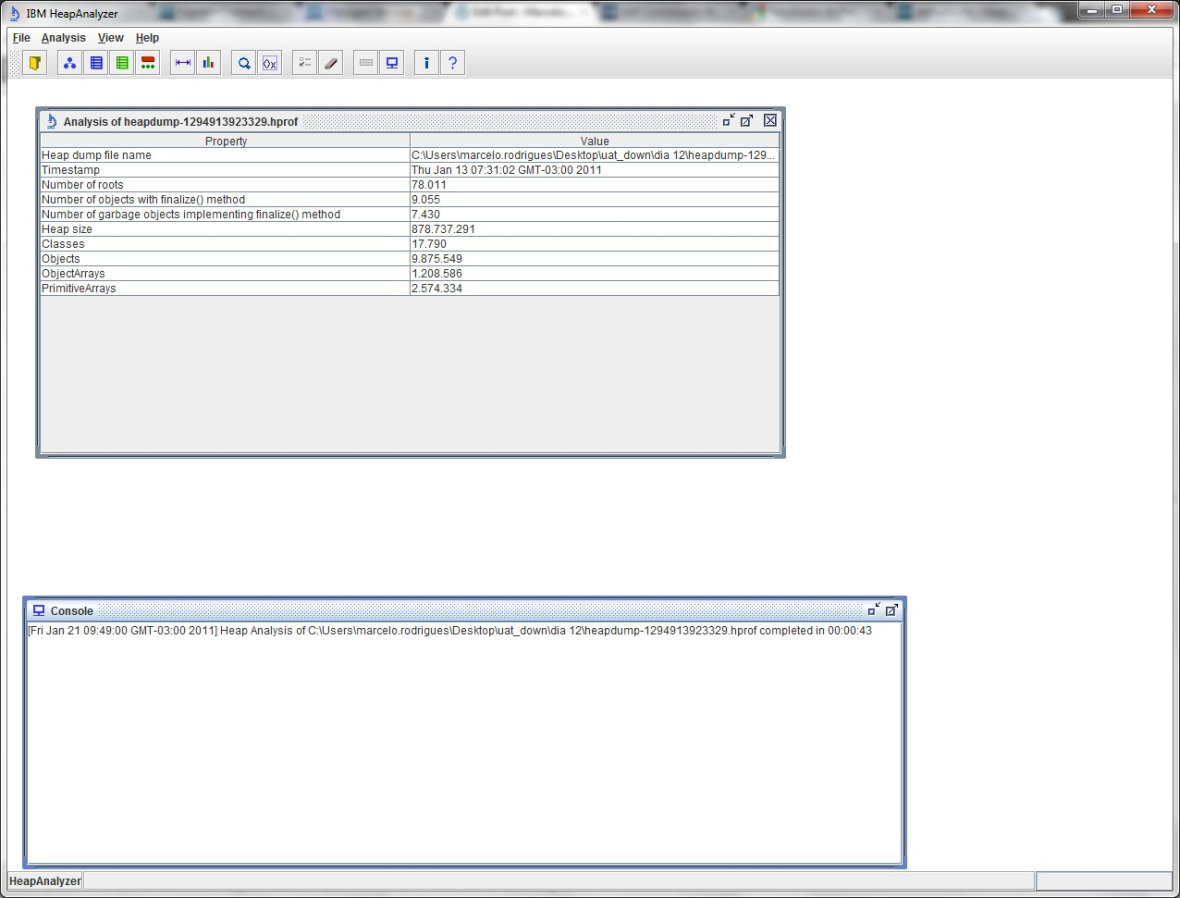 IBM HeapAnalyzer
File Analysis View Help
Analysis of heapdump-1294913923329.hprof
Property Value
Heap dump file name C:\Users\marcelo.rodrigues\Desktop\uat_down\dia 12\heapdump-129...
Timestamp Thu Jan 13 07:31:02 GMT-03:00 2011
Number of roots 78.011
Number of objects with finalize() method 9.055
Number of garbage objects implementing finalize() method 7.430
Heap size 878.737.291
Classes 17.790
Objects 9.875.549
ObjectArrays 1.208.586
PrimitiveArrays 2.574.334
Console
[Fri Jan 21 09:49:00 GMT-03:00 2011] Heap Analysis of C:\Users\marcelo.rodrigues\Desktop\uat_down\dia 12\heapdump-1294913923329.hprof completed in 00:00:43
HeapAnalyzer